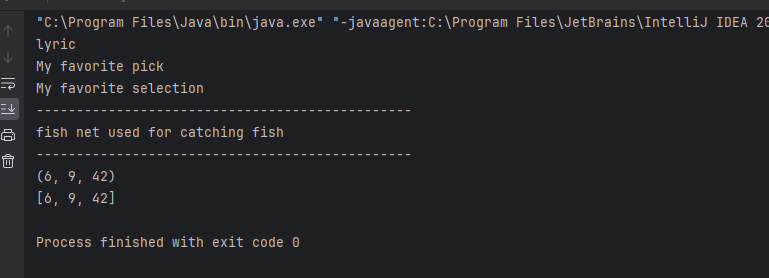 "C:\Program Files\Java\bin\java.exe" "-javaagent:C:\Program Files\JetBrains\IntelliJ IDEA 20
lyric
My favorite pick
My favorite selection
-----------------------------------------------
fish net used for catching fish
-----------------------------------------------
(6, 9, 42)
[6, 9, 42]
Process finished with exit code 0